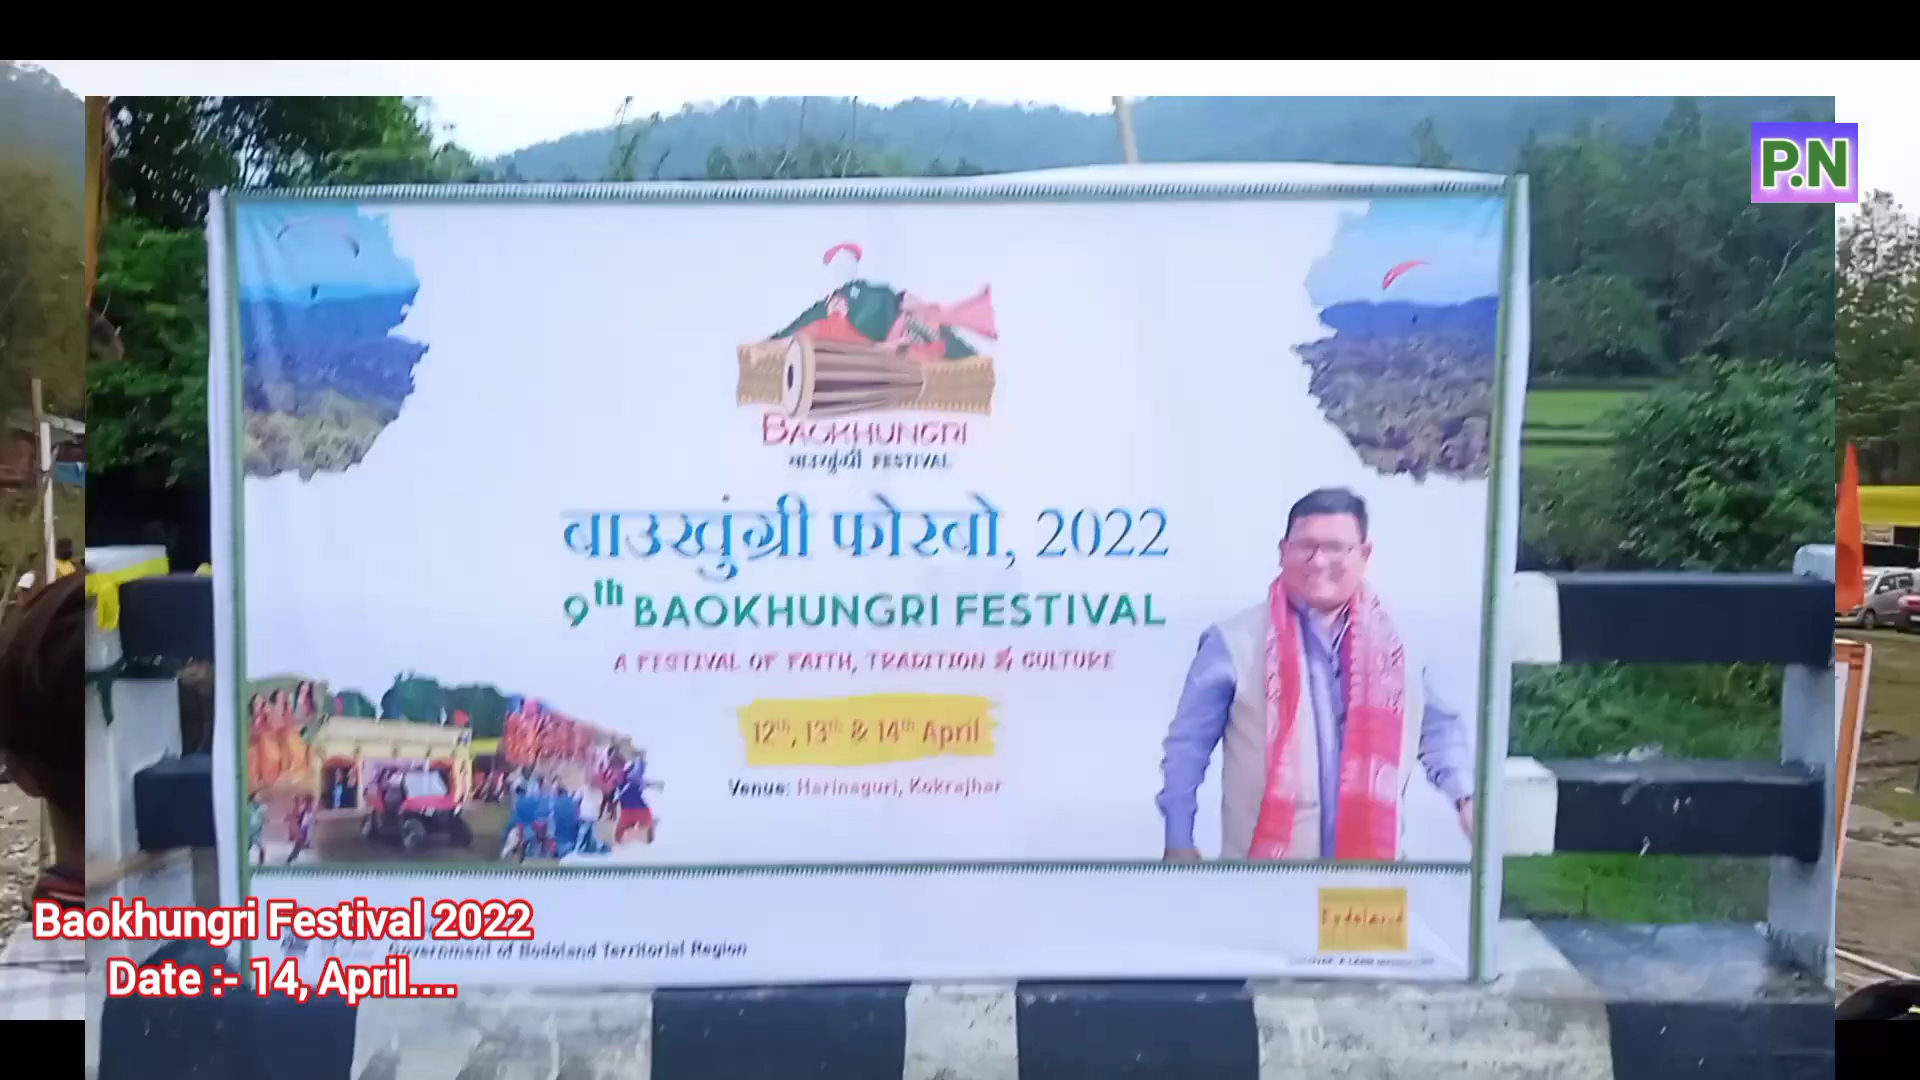 P.N
BAOKHUNGRI
बाउखुंग्री FESTIVAL
बाउखुंग्री फोरबो, 2022
9th BAOKHUNGRI FESTIVAL
A FESTIVAL OF FAITH, TRADITION & CULTURE
12th, 13th & 14th April
Venue: Harinaguri, Kokrajhar
Bodoland
Government of Bodoland Territorial Region
Baokhungri Festival 2022
Date :- 14, April....